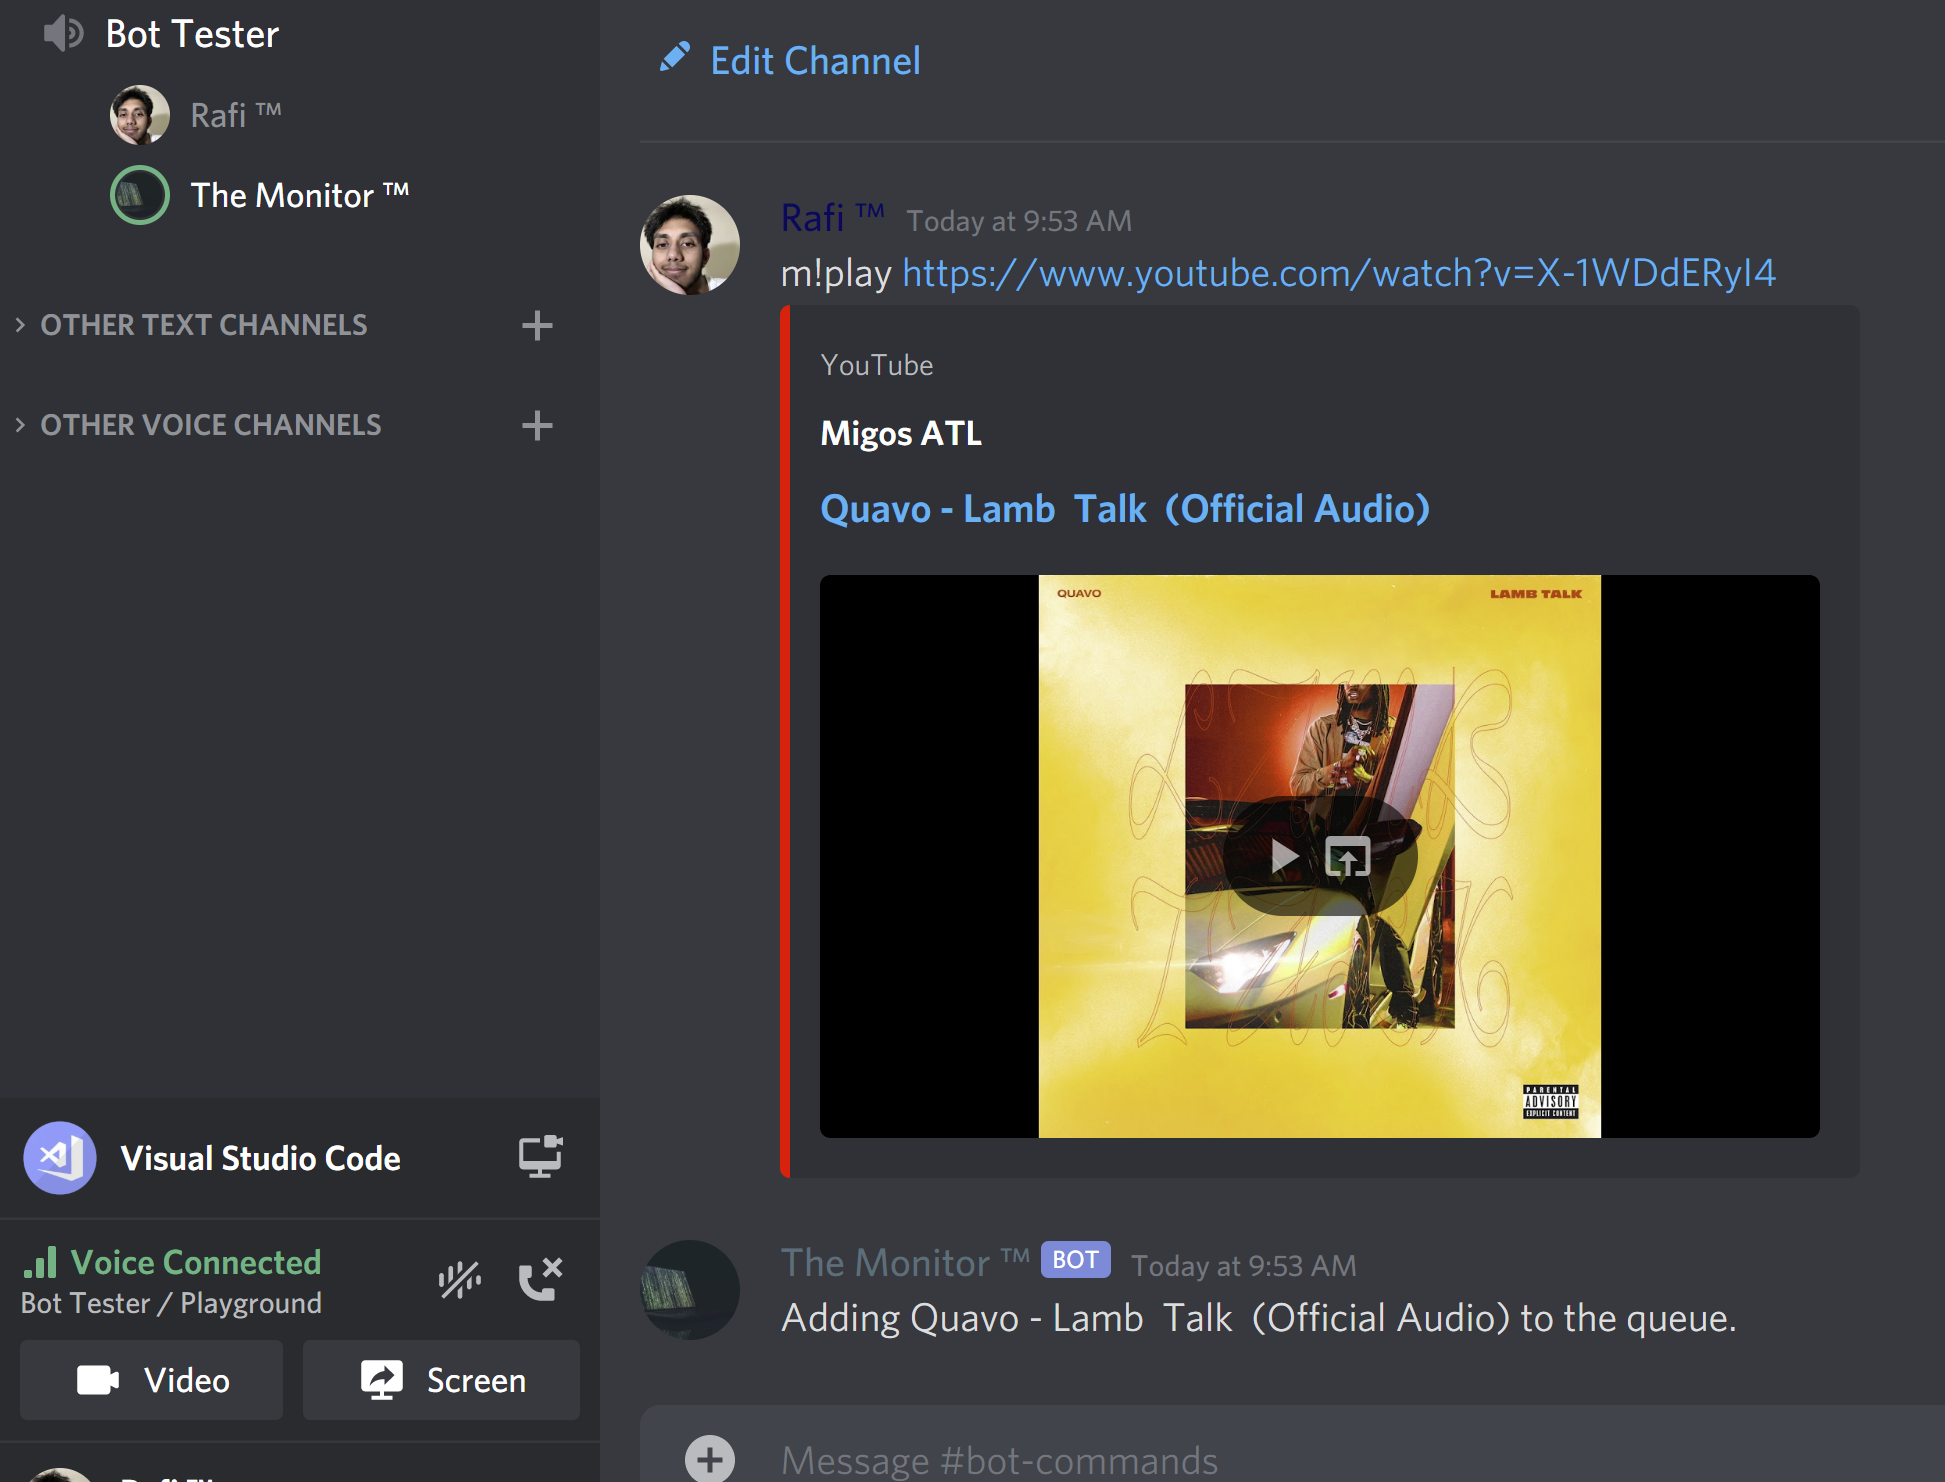 Bot Tester
Rafi ™
The Monitor ™
OTHER TEXT CHANNELS
OTHER VOICE CHANNELS
Visual Studio Code
Voice Connected
Bot Tester / Playground
Video
Screen
Rafi ™
Edit Channel
Rafi ™ Today at 9:53 AM
m!play https://www.youtube.com/watch?v=X-1WDdERyI4
YouTube
Migos ATL
Quavo - Lamb Talk (Official Audio)
QUAVO
LAMB TALK
PARENTAL
ADVISORY
EXPLICIT CONTENT
The Monitor ™ BOT Today at 9:53 AM
Adding Quavo - Lamb Talk (Official Audio) to the queue.
Message #bot-commands